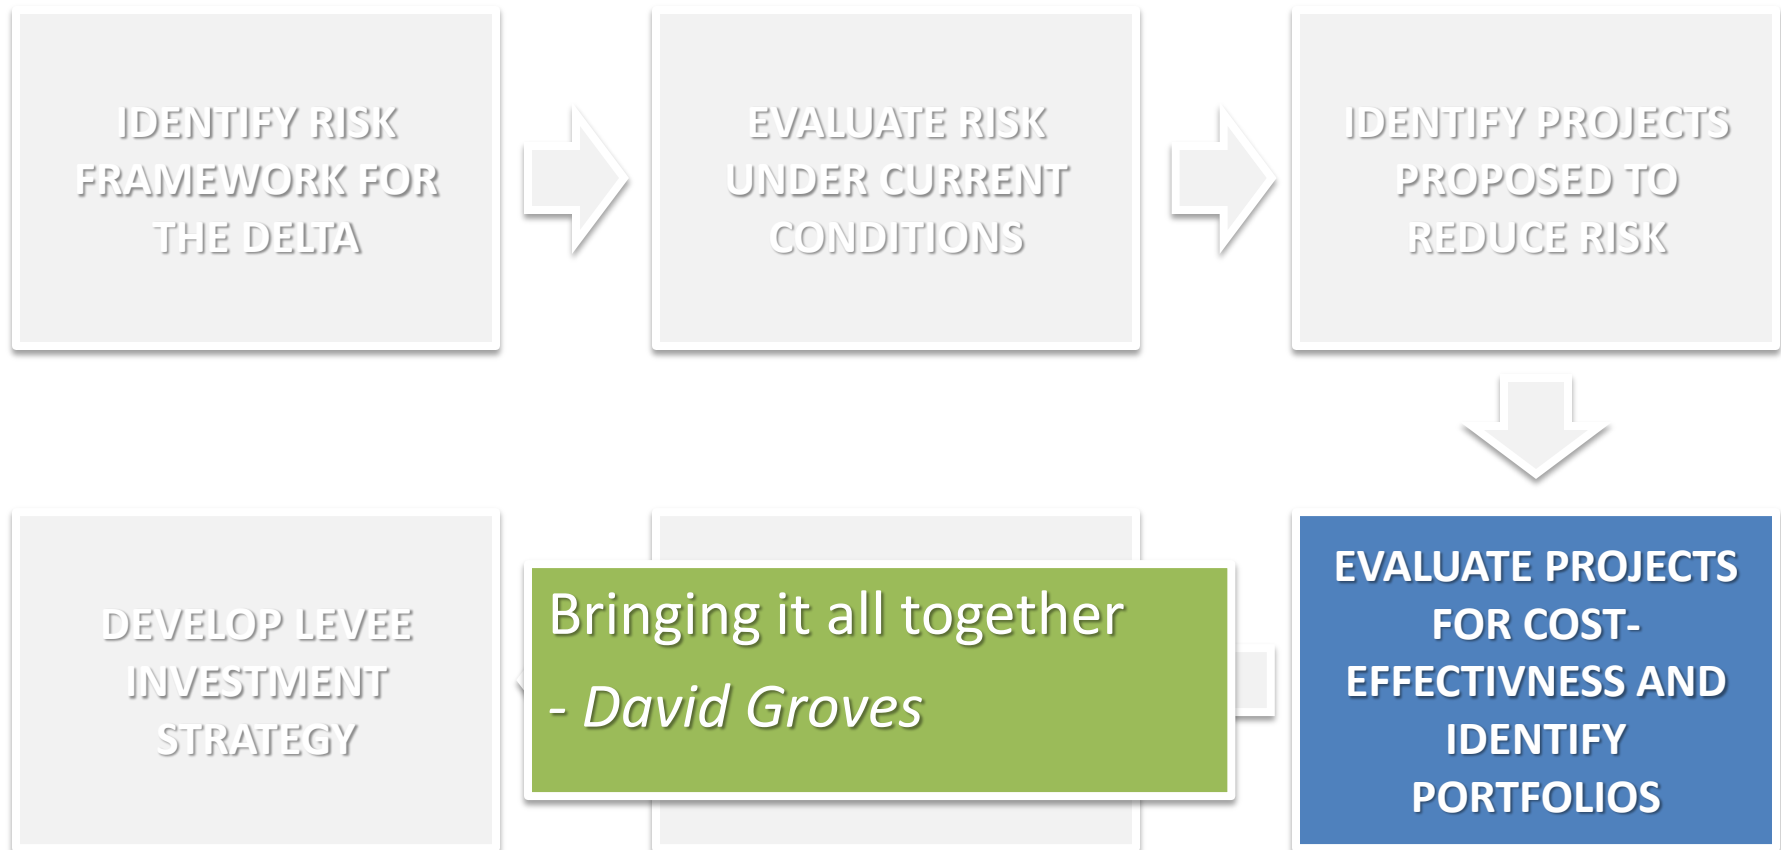 IDENTIFY RISK
FRAMEWORK FOR
THE DELTA
EVALUATE RISK
UNDER CURRENT
CONDITIONS
IDENTIFY PROJECTS
PROPOSED TO
REDUCE RISK
EVALUATE PROJECTS
FOR COST-
EFFECTIVNESS AND
IDENTIFY
PORTFOLIOS
Bringing it all together
- David Groves
DEVELOP LEVEE
INVESTMENT
STRATEGY